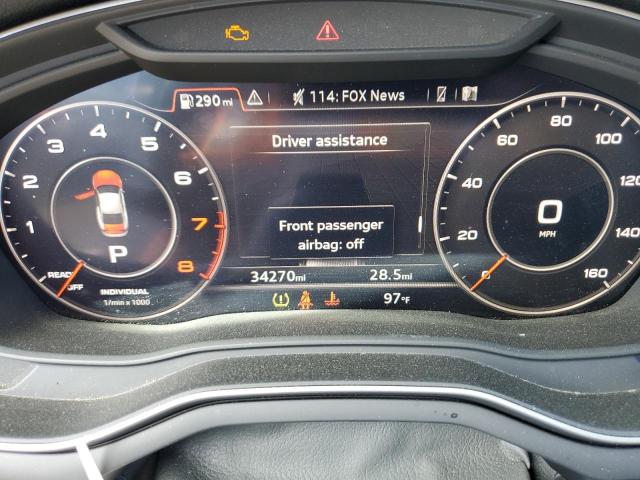 290 mi
114: FOX News
Driver assistance
Front passenger
airbag: off
34270mi 28.5mi
97°F
1 2 3 4 5 6 7 8
P
READY
OFF
INDIVIDUAL
1/min x 1000
0 20 40 60 80 100 120 140 160
0
MPH